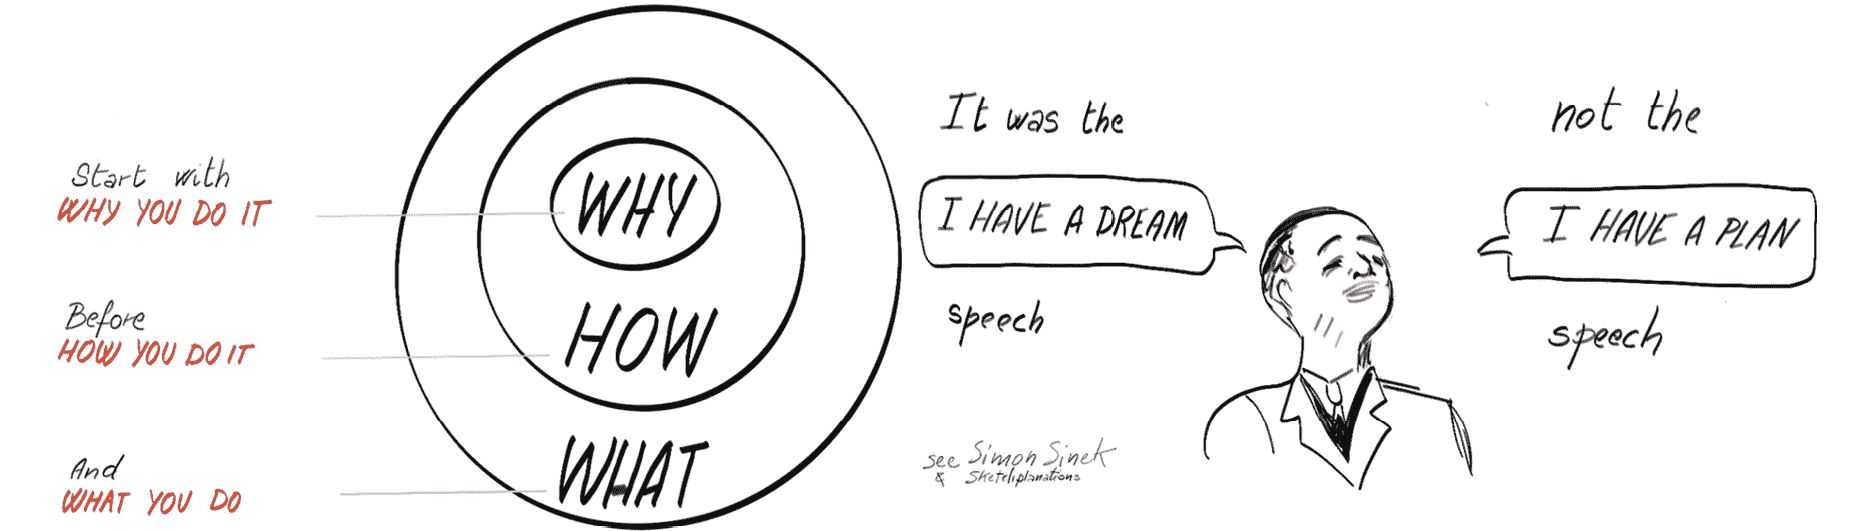 Start with
WHY YOU DO IT
Before
HOW YOU DO IT
And
WHAT YOU DO
WHY
HOW
WHAT
It was the
I HAVE A DREAM
speech
not the
I HAVE A PLAN
speech
see Simon Sinek
& Sketchplanations